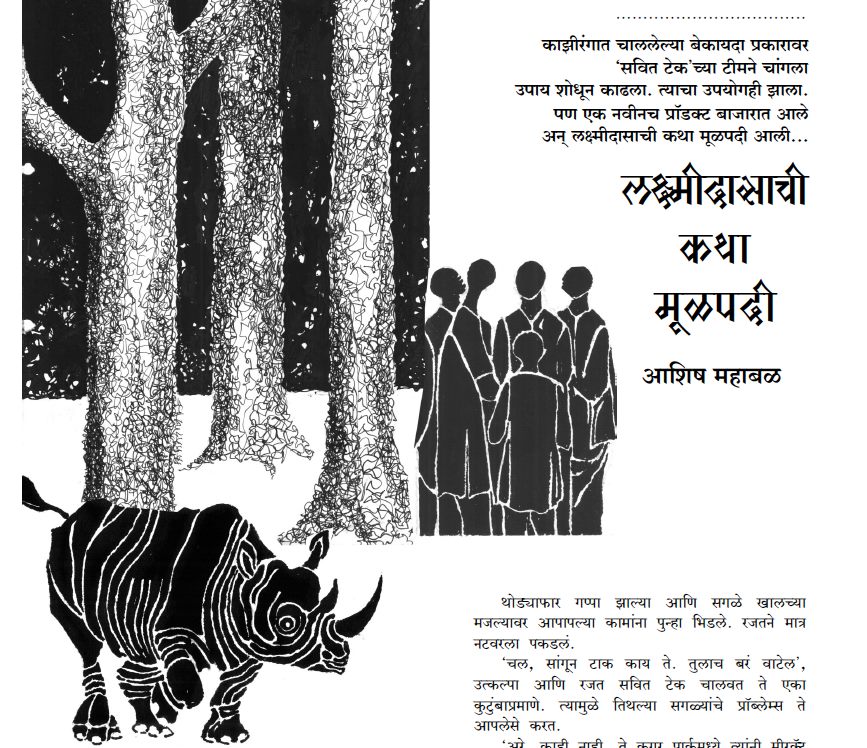 काझीरंगात चाललेल्या बेकायदा प्रकारावर
‘सवित टेक’च्या टीमने चांगला
उपाय शोधून काढला. त्याचा उपयोगही झाला.
पण एक नवीनच प्रॉडक्ट बाजारात आले
अन् लक्ष्मीदासाची कथा मूळपदी आली...
लक्ष्मीदासाची
कथा
मूळपदी
आशिष महाबळ
थोड्याफार गप्पा झाल्या आणि सगळे खालच्या
मजल्यावर आपापल्या कामांना पुन्हा भिडले. रजतने मात्र
नटवरला पकडलं.
‘चल, सांगून टाक काय ते. तुलाच बरं वाटेल’,
उत्कल्पा आणि रजत सवित टेक चालवत ते एका
कुटुंबाप्रमाणे. त्यामुळे तिथल्या सगळ्यांचे प्रॉब्लेम्स ते
आपलेसे करत.